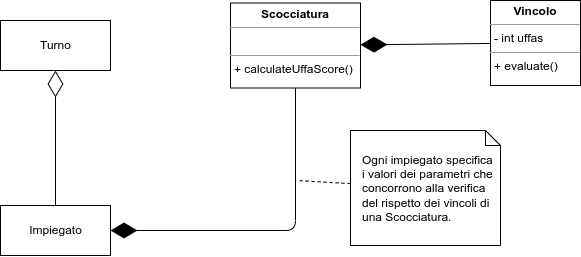 Turno
Scocciatura
+ calculateUffaScore()
Vincolo
- int uffas
+ evaluate()
Ogni impiegato specifica
i valori dei parametri che
concorrono alla verifica
del rispetto dei vincoli di
una Scocciatura.
Impiegato